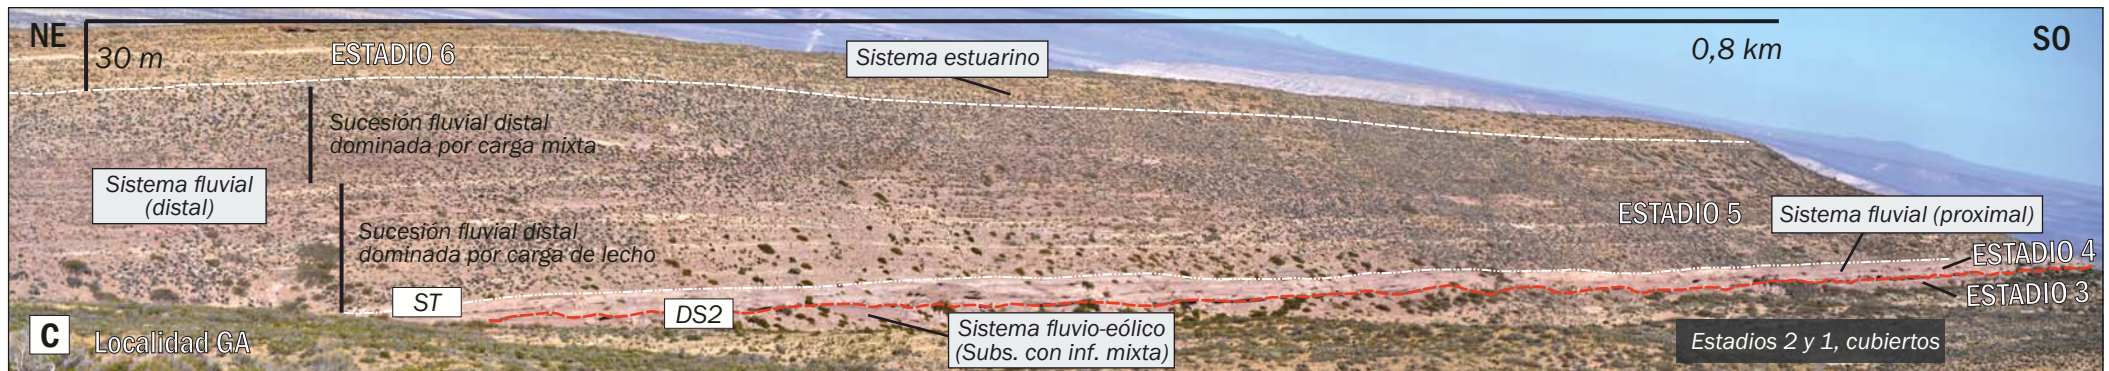 NE
30 m
ESTADIO 6
Sistema estuarino
0,8 km
SO
Sucesión fluvial distal
dominada por carga mixta
Sistema fluvial
(distal)
Sucesión fluvial distal
dominada por carga de lecho
ESTADIO 5
Sistema fluvial (proximal)
ESTADIO 4
ESTADIO 3
ST
DS2
Sistema fluvio-eólico
(Subs. con inf. mixta)
Estadios 2 y 1, cubiertos
C
Localidad GA